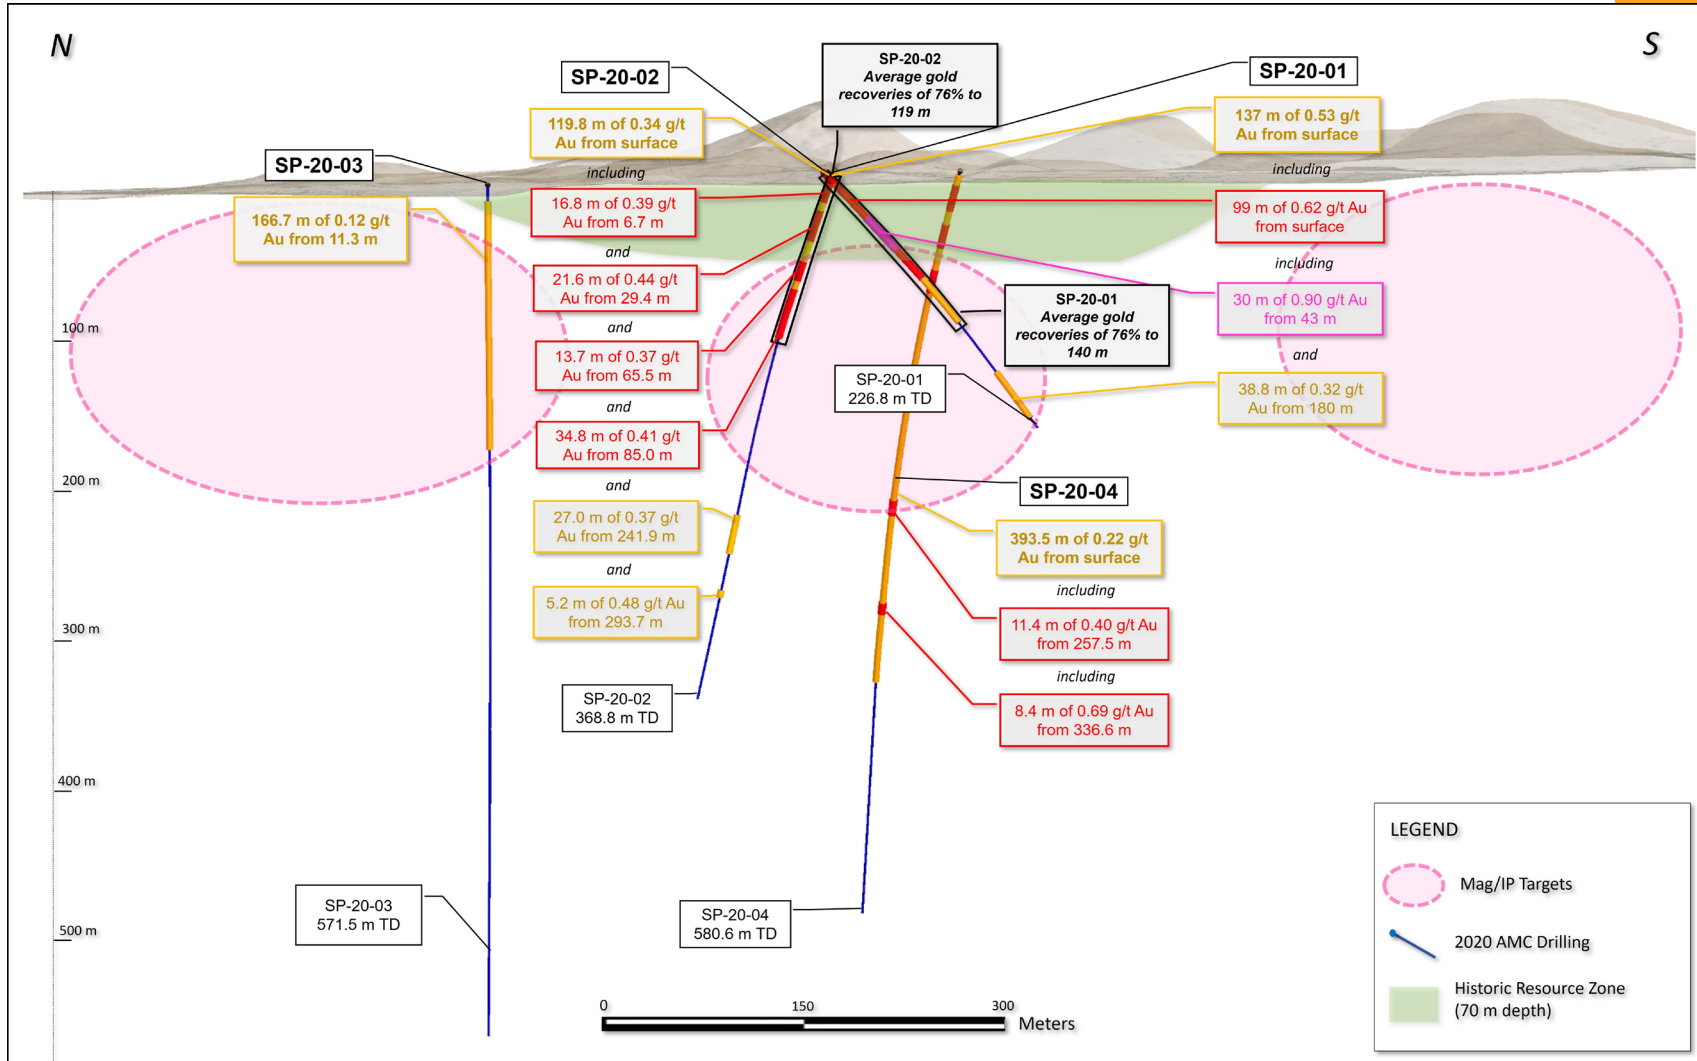 N
S
SP-20-02
Average gold
recoveries of 76% to
119 m
SP-20-02
SP-20-01
119.8 m of 0.34 g/t
Au from surface
137 m of 0.53 g/t
Au from surface
SP-20-03
including
including
16.8 m of 0.39 g/t
Au from 6.7 m
99 m of 0.62 g/t Au
from surface
166.7 m of 0.12 g/t
Au from 11.3 m
and
including
21.6 m of 0.44 g/t
Au from 29.4 m
30 m of 0.90 g/t Au
from 43 m
SP-20-01
Average gold
recoveries of 76% to
140 m
100 m
and
and
13.7 m of 0.37 g/t
Au from 65.5 m
SP-20-01
226.8 m TD
38.8 m of 0.32 g/t
Au from 180 m
and
34.8 m of 0.41 g/t
Au from 85.0 m
200 m
and
SP-20-04
27.0 m of 0.37 g/t
Au from 241.9 m
393.5 m of 0.22 g/t
Au from surface
and
including
5.2 m of 0.48 g/t Au
from 293.7 m
11.4 m of 0.40 g/t Au
from 257.5 m
300 m
including
SP-20-02
368.8 m TD
8.4 m of 0.69 g/t Au
from 336.6 m
400 m
SP-20-03
571.5 m TD
SP-20-04
580.6 m TD
500 m
0 150 300
Meters
LEGEND
Mag/IP Targets
2020 AMC Drilling
Historic Resource Zone
(70 m depth)